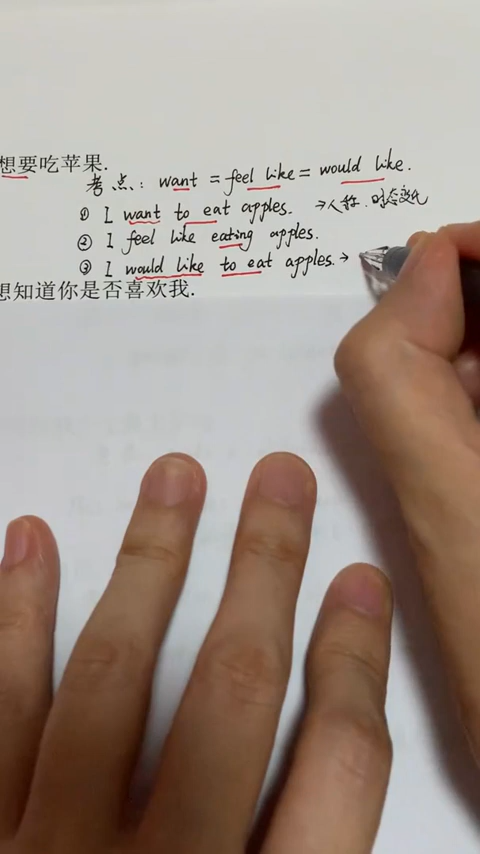 想要吃苹果.
考点: want = feel like = would like.
① I want to eat apples. →人称.时态变化
② I feel like eating apples.
③ I would like to eat apples.→
想知道你是否喜欢我.